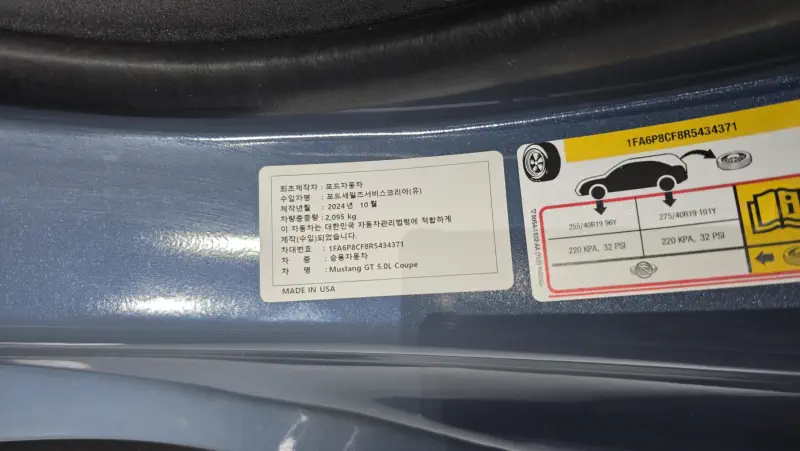 최초제작자 : 포드자동차
수입자명 : 포드세일즈서비스코리아(유)
제작년월 : 2024년 10월
차량총중량 : 2,095 kg
이 자동차는 대한민국 자동차관리법령에 적합하게
제작(수입)되었습니다.
차대번호 : 1FA6P8CF8R5434371
차 종 : 승용자동차
차 명 : Mustang GT 5.0L Coupe
MADE IN USA
1FA6P8CF8R5434371
255/40R19 96Y
275/40R19 101Y
220 KPA, 32 PSI
220 KPA, 32 PSI